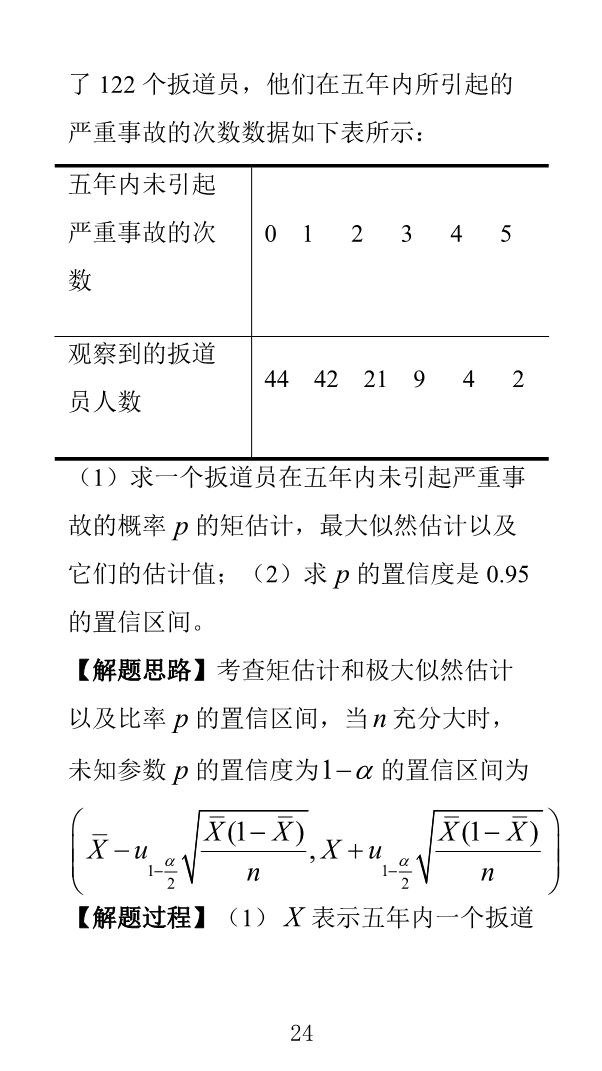 了 122 个扳道员，他们在五年内所引起的
严重事故的次数数据如下表所示：
五年内未引起
严重事故的次
数
0 1 2 3 4 5
观察到的扳道
员人数
44 42 21 9 4 2
（1）求一个扳道员在五年内未引起严重事
故的概率 p 的矩估计，最大似然估计以及
它们的估计值；（2）求 p 的置信度是 0.95
的置信区间。
【解题思路】考查矩估计和极大似然估计
以及比率 p 的置信区间，当 n 充分大时，
未知参数 p 的置信度为 1−α 的置信区间为
$\left(\overline{X}-u_{1-\frac{\alpha}{2}}\sqrt{\frac{\overline{X}(1-\overline{X})}{n}},X+u_{1-\frac{\alpha}{2}}\sqrt{\frac{\overline{X}(1-\overline{X})}{n}}\right)$
【解题过程】（1） X 表示五年内一个扳道
24